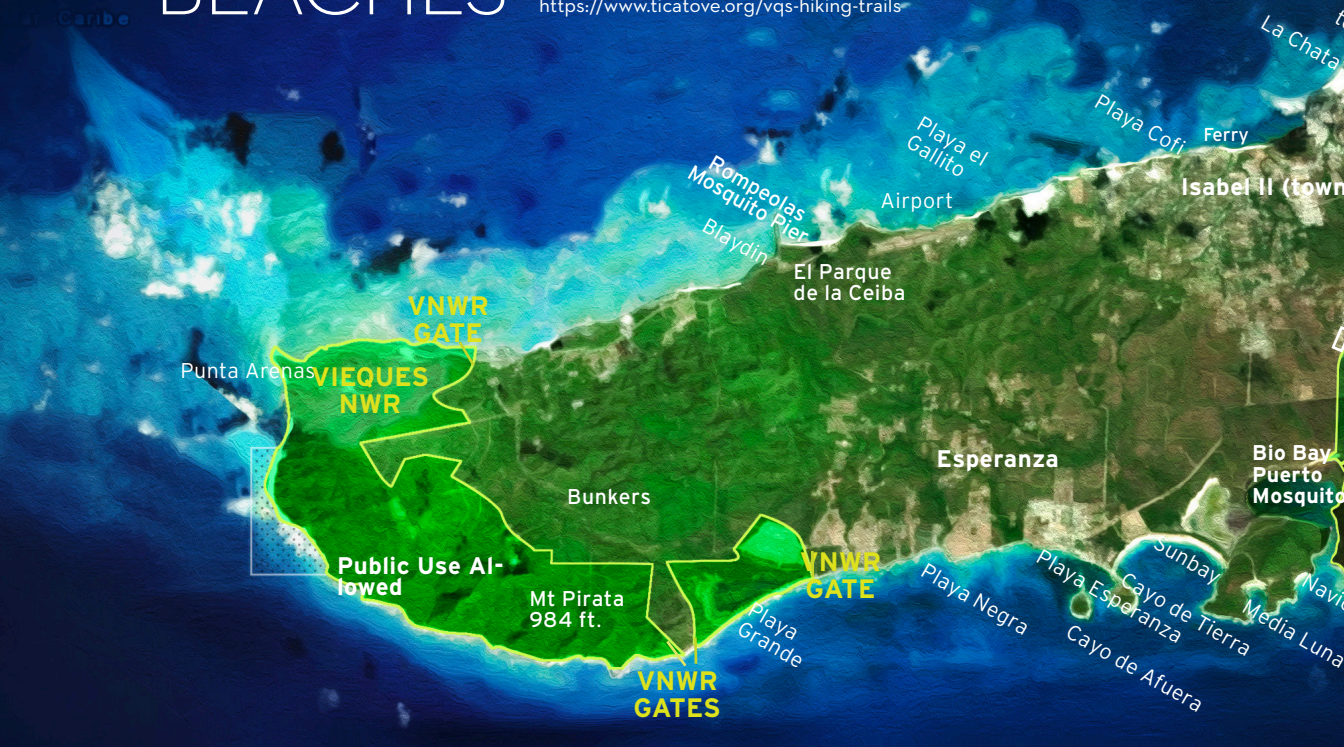 BEACHES
https://www.ticatove.org/vqs-hiking-trails
Caribe
La Chata
Playa Cofi
Ferry
Playa el
Gallito
Isabel II (town
Rompeolas
Mosquito Pier
Airport
Blaydin
El Parque
de la Ceiba
VNWR
GATE
Punta Arenas
VIEQUES
NWR
Esperanza
Bio Bay
Puerto
Mosquito
Bunkers
Public Use Al-
lowed
Mt Pirata
984 ft.
VNWR
GATE
Playa
Grande
VNWR
GATES
Playa Negra
Playa Esperanza
Sunbay
Cayo de Tierra
Cayo de Afuera
Media Luna
Navi